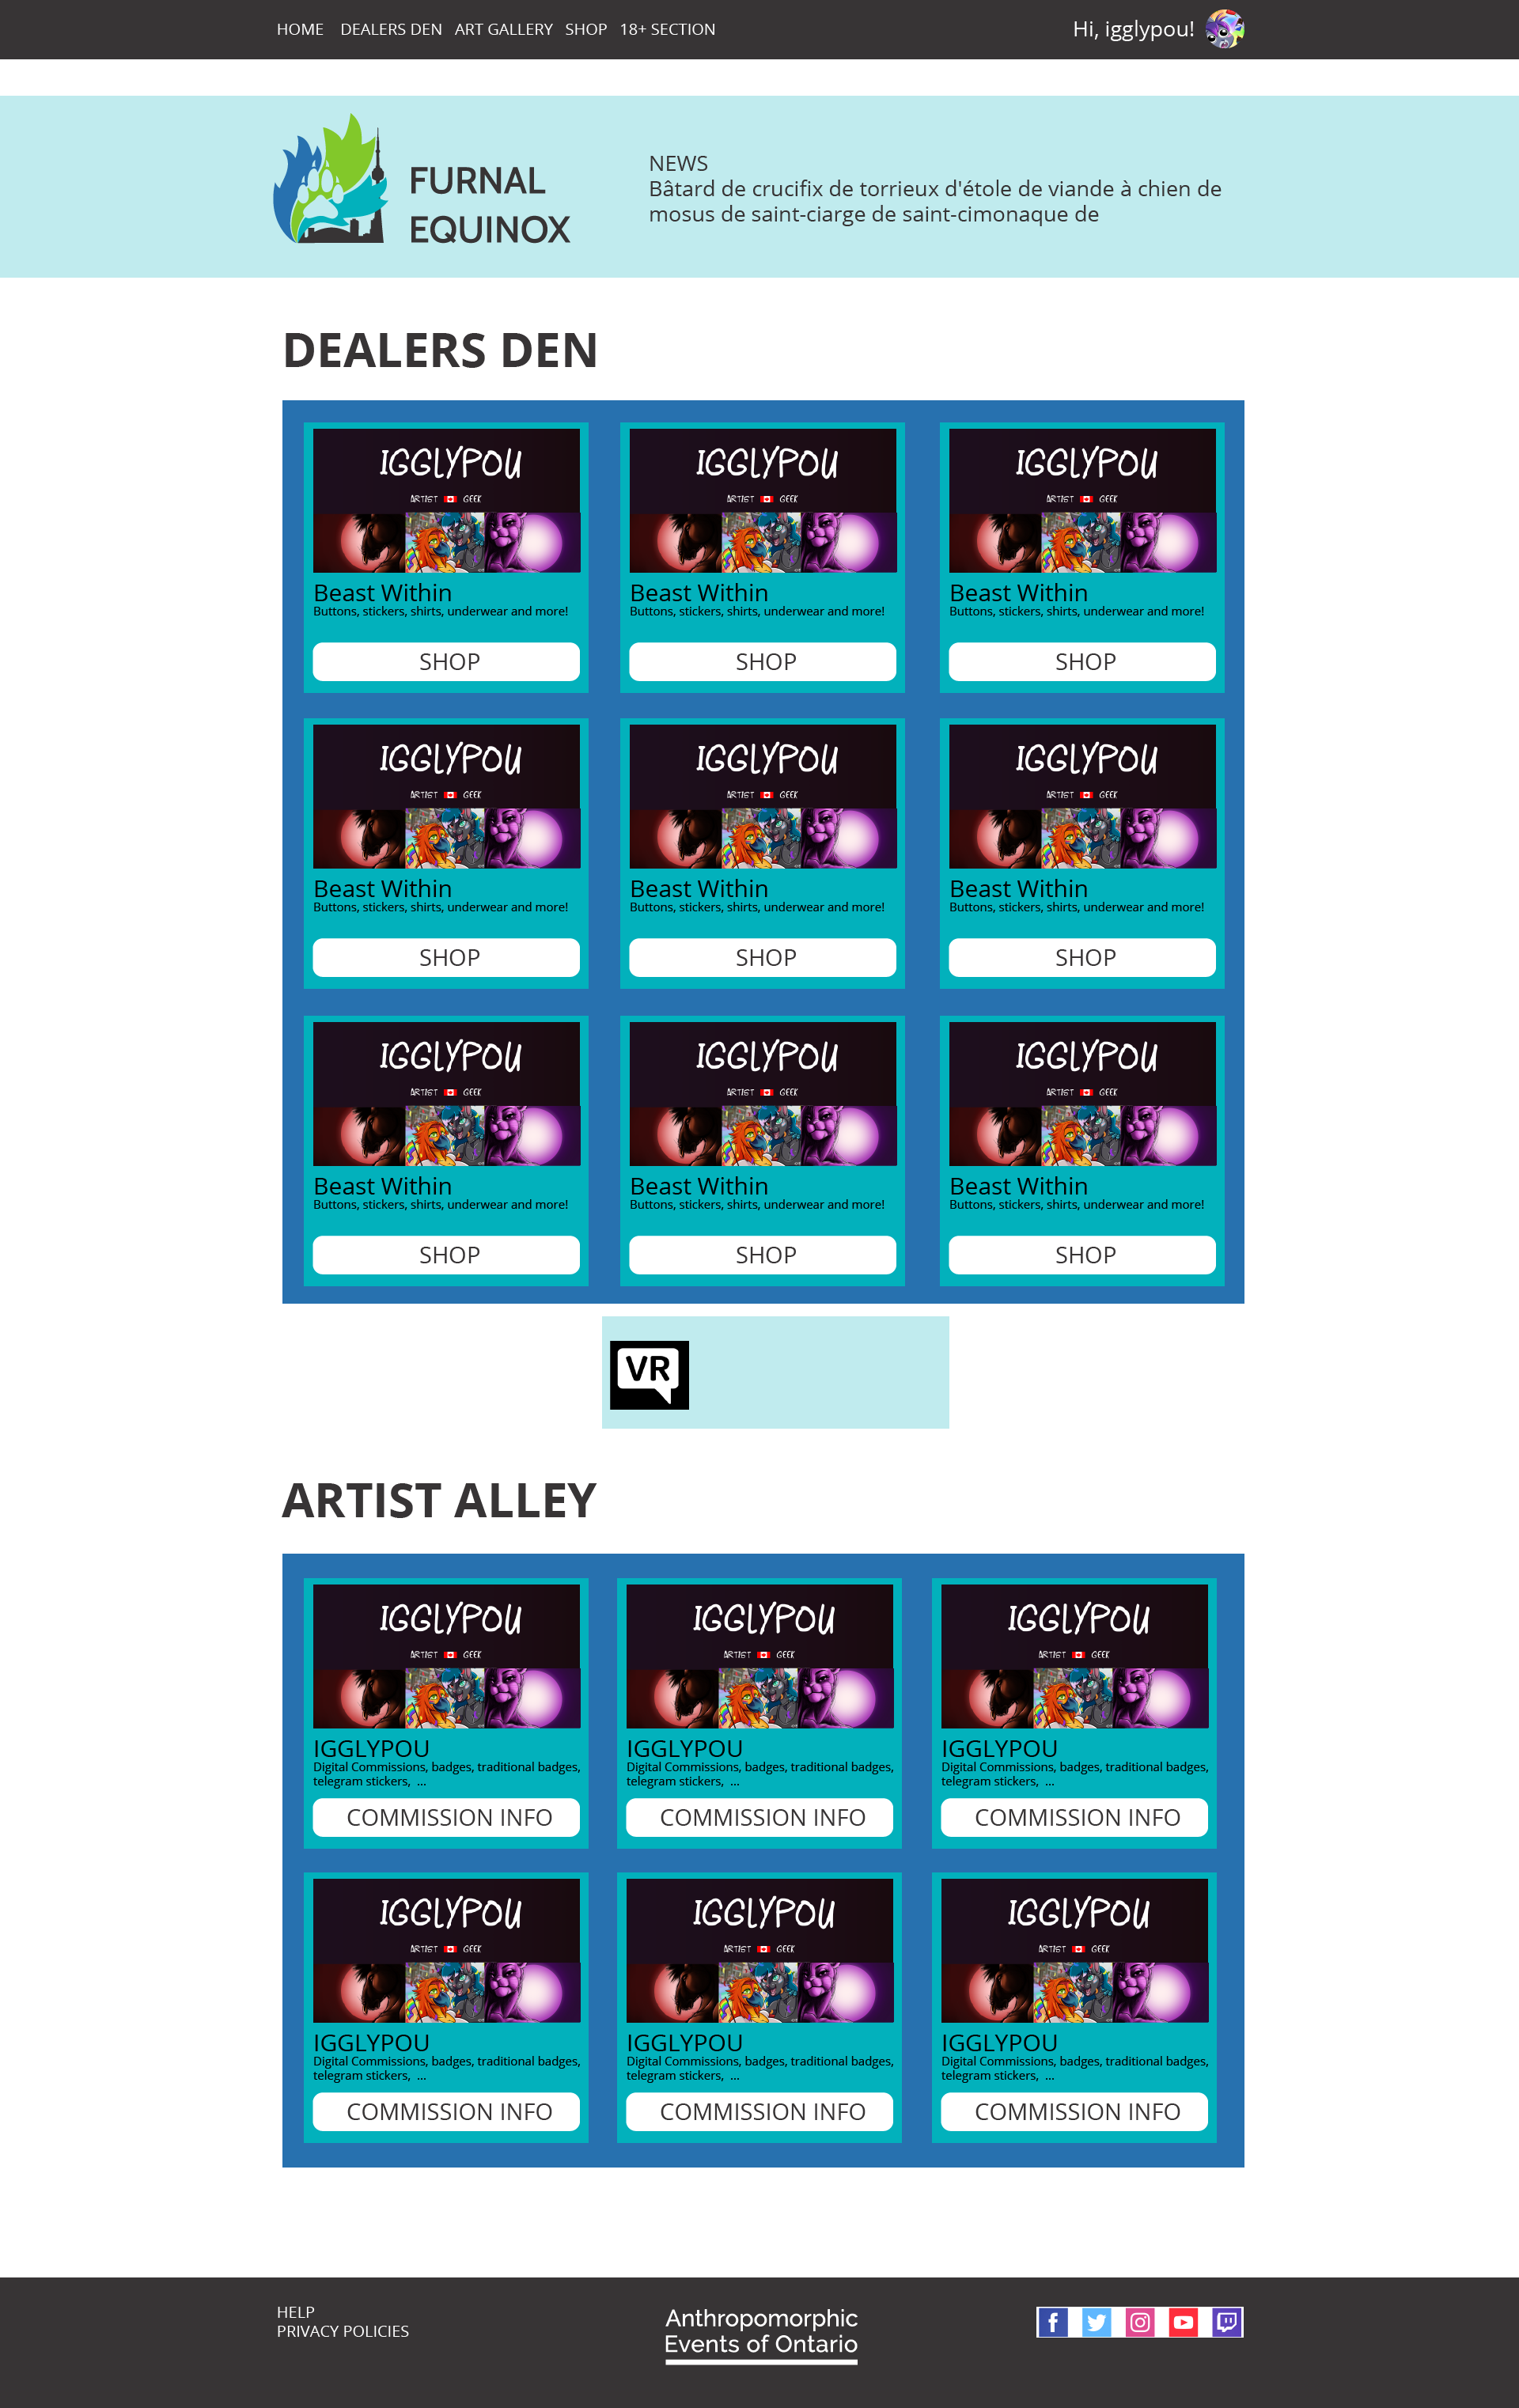 HOME DEALERS DEN ART GALLERY SHOP 18+ SECTION Hi, igglypou!
FURNAL
EQUINOX
NEWS
Bâtard de crucifix de torrieux d'étole de viande à chien de
mosus de saint-ciarge de saint-cimonaque de
DEALERS DEN
IGGLYPOU IGGLYPOU IGGLYPOU
ARTIST GEEK ARTIST GEEK ARTIST GEEK
Beast Within Beast Within Beast Within
Buttons, stickers, shirts, underwear and more! Buttons, stickers, shirts, underwear and more! Buttons, stickers, shirts, underwear and more!
SHOP SHOP SHOP
IGGLYPOU IGGLYPOU IGGLYPOU
ARTIST GEEK ARTIST GEEK ARTIST GEEK
Beast Within Beast Within Beast Within
Buttons, stickers, shirts, underwear and more! Buttons, stickers, shirts, underwear and more! Buttons, stickers, shirts, underwear and more!
SHOP SHOP SHOP
IGGLYPOU IGGLYPOU IGGLYPOU
ARTIST GEEK ARTIST GEEK ARTIST GEEK
Beast Within Beast Within Beast Within
Buttons, stickers, shirts, underwear and more! Buttons, stickers, shirts, underwear and more! Buttons, stickers, shirts, underwear and more!
SHOP SHOP SHOP
VR
ARTIST ALLEY
IGGLYPOU IGGLYPOU IGGLYPOU
ARTIST GEEK ARTIST GEEK ARTIST GEEK
IGGLYPOU IGGLYPOU IGGLYPOU
Digital Commissions, badges, traditional badges, Digital Commissions, badges, traditional badges, Digital Commissions, badges, traditional badges,
telegram stickers, ... telegram stickers, ... telegram stickers, ...
COMMISSION INFO COMMISSION INFO COMMISSION INFO
IGGLYPOU IGGLYPOU IGGLYPOU
ARTIST GEEK ARTIST GEEK ARTIST GEEK
IGGLYPOU IGGLYPOU IGGLYPOU
Digital Commissions, badges, traditional badges, Digital Commissions, badges, traditional badges, Digital Commissions, badges, traditional badges,
telegram stickers, ... telegram stickers, ... telegram stickers, ...
COMMISSION INFO COMMISSION INFO COMMISSION INFO
HELP
PRIVACY POLICIES
Anthropomorphic
Events of Ontario